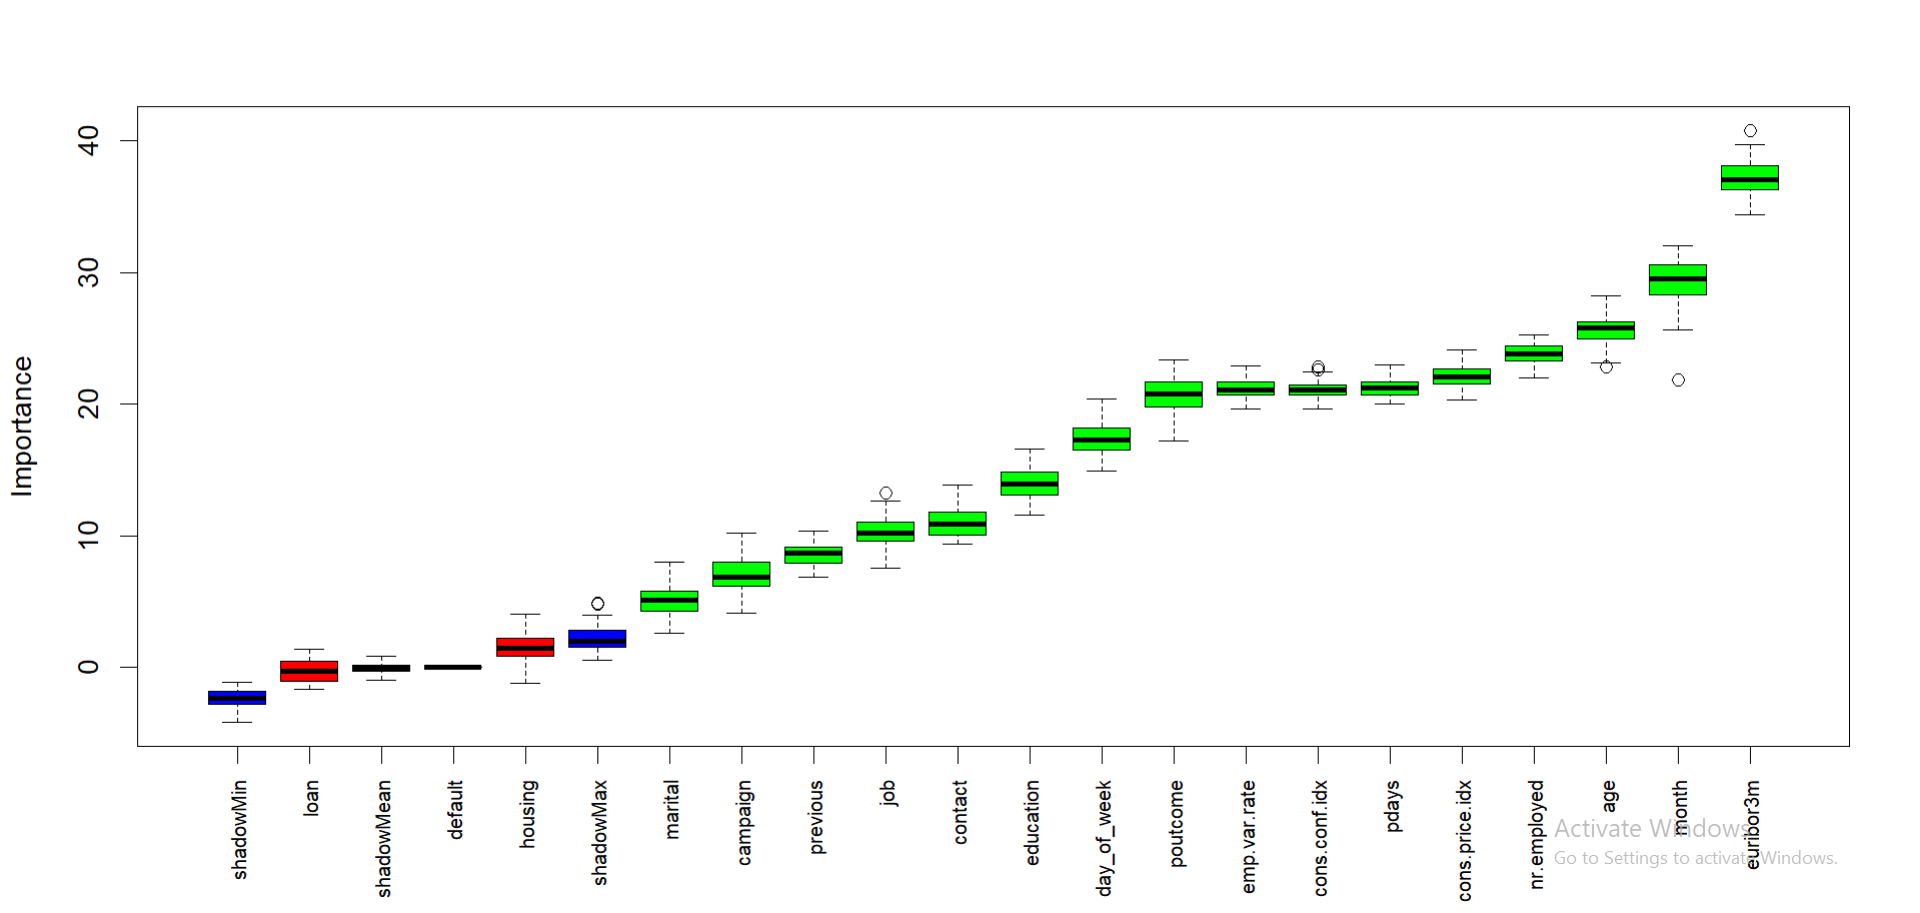 Importance
40
30
20
10
0
shadowMin
loan
shadowMean
default
housing
shadowMax
marital
campaign
previous
job
contact
education
day_of_week
poutcome
emp.var.rate
cons.conf.idx
pdays
cons.price.idx
nr.employed
age
month
euribor3m
Activate Windows
Go to Settings to activate Windows.